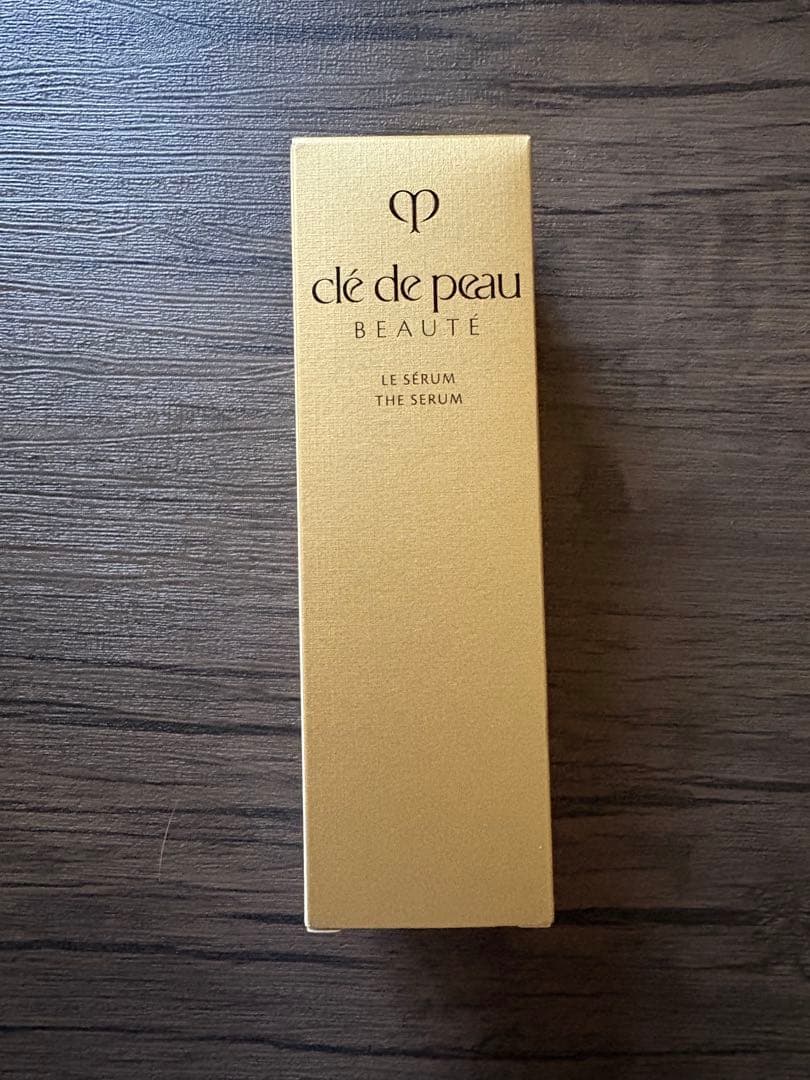 clé de peau
BEAUTÉ
LE SÉRUM
THE SERUM